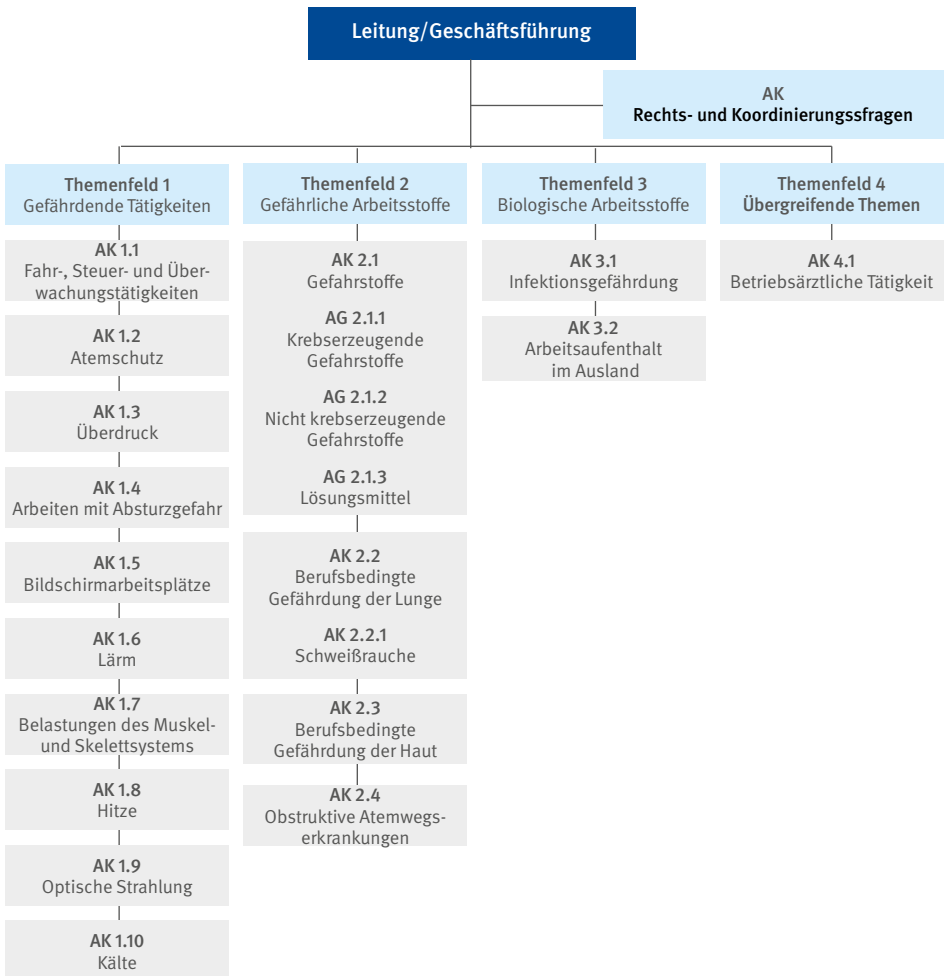 Leitung/Geschäftsführung
AK
Rechts- und Koordinierungssfragen
Themenfeld 1
Gefährdende Tätigkeiten
AK 1.1
Fahr-, Steuer- und Über-
wachungstätigkeiten
AK 1.2
Atemschutz
AK 1.3
Überdruck
AK 1.4
Arbeiten mit Absturzgefahr
AK 1.5
Bildschirmarbeitsplätze
AK 1.6
Lärm
AK 1.7
Belastungen des Muskel-
und Skelettsystems
AK 1.8
Hitze
AK 1.9
Optische Strahlung
AK 1.10
Kälte
Themenfeld 2
Gefährliche Arbeitsstoffe
AK 2.1
Gefahrstoffe
AG 2.1.1
Krebserzeugende
Gefahrstoffe
AG 2.1.2
Nicht krebserzeugende
Gefahrstoffe
AG 2.1.3
Lösungsmittel
AK 2.2
Berufsbedingte
Gefährdung der Lunge
AK 2.2.1
Schweißrauche
AK 2.3
Berufsbedingte
Gefährdung der Haut
AK 2.4
Obstruktive Atemwegs-
erkrankungen
Themenfeld 3
Biologische Arbeitsstoffe
AK 3.1
Infektionsgefährdung
AK 3.2
Arbeitsaufenthalt
im Ausland
Themenfeld 4
Übergreifende Themen
AK 4.1
Betriebsärztliche Tätigkeit